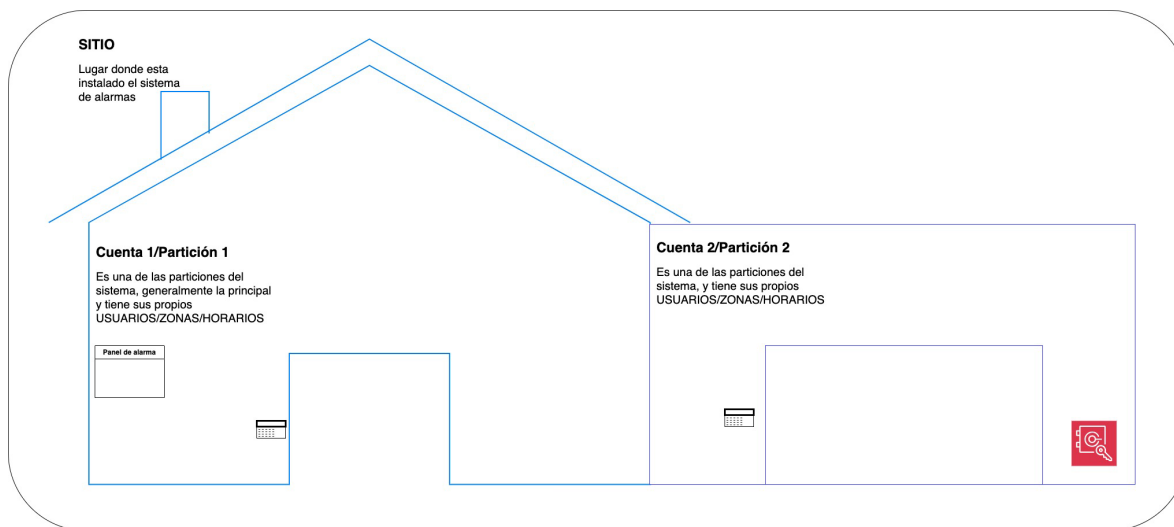 SITIO
Lugar donde esta
instalado el sistema
de alarmas
Cuenta 1/Partición 1
Es una de las particiones del
sistema, generalmente la principal
y tiene sus propios
USUARIOS/ZONAS/HORARIOS
Panel de alarma
Cuenta 2/Partición 2
Es una de las particiones del
sistema, y tiene sus propios
USUARIOS/ZONAS/HORARIOS